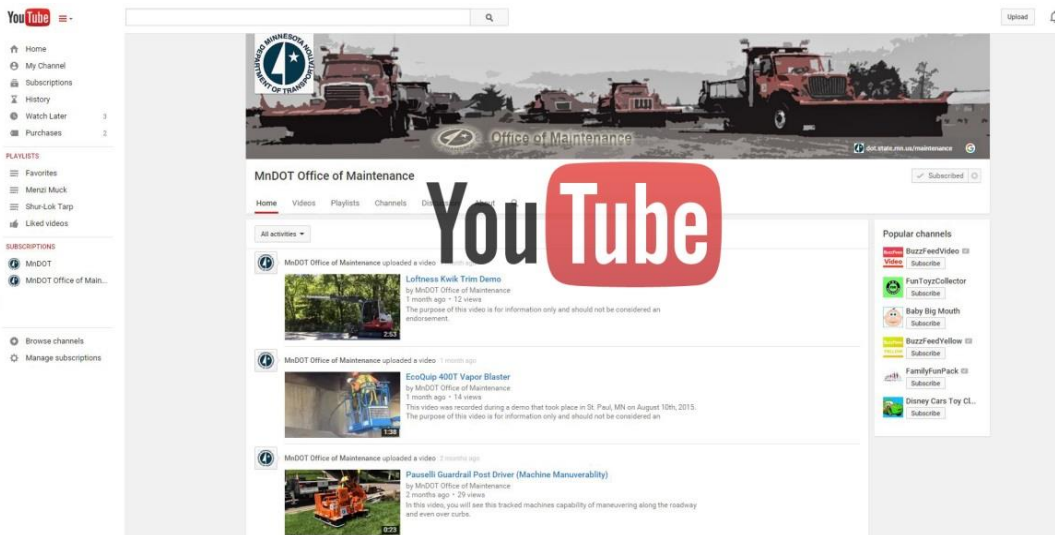 YouTube
Upload
Home
My Channel
Subscriptions
History
Watch Later 3
Purchases 2
PLAYLISTS
Favorites
Menzi Muck
Shur-Lok Tarp
Liked videos
SUBSCRIPTIONS
MnDOT
MnDOT Office of Main...
Browse channels
Manage subscriptions
MINNESOTA DEPARTMENT OF TRANSPORTATION
Office of Maintenance
dot.state.mn.us/maintenance
MnDOT Office of Maintenance
Subscribed
Home Videos Playlists Channels
YouTube
All activities
MnDOT Office of Maintenance uploaded a video
Loftness Kwik Trim Demo
by MnDOT Office of Maintenance
1 month ago • 12 views
The purpose of this video is for information only and should not be considered an
endorsement.
2:53
MnDOT Office of Maintenance uploaded a video 1 month ago
EcoQuip 400T Vapor Blaster
by MnDOT Office of Maintenance
1 month ago • 14 views
This video was recorded during a demo that took place in St. Paul, MN on August 10th, 2015.
The purpose of this video is for information only and should not be considered an
1:38
MnDOT Office of Maintenance uploaded a video 2 months ago
Pauselli Guardrail Post Driver (Machine Manuverablity)
by MnDOT Office of Maintenance
2 months ago • 29 views
In this video, you will see this tracked machines capability of maneuvering along the roadway
and even over curbs.
0:23
Popular channels
BuzzFeedVideo
Subscribe
FunToyzCollector
Subscribe
Baby Big Mouth
Subscribe
BuzzFeedYellow
Subscribe
FamilyFunPack
Subscribe
Disney Cars Toy Cl...
Subscribe